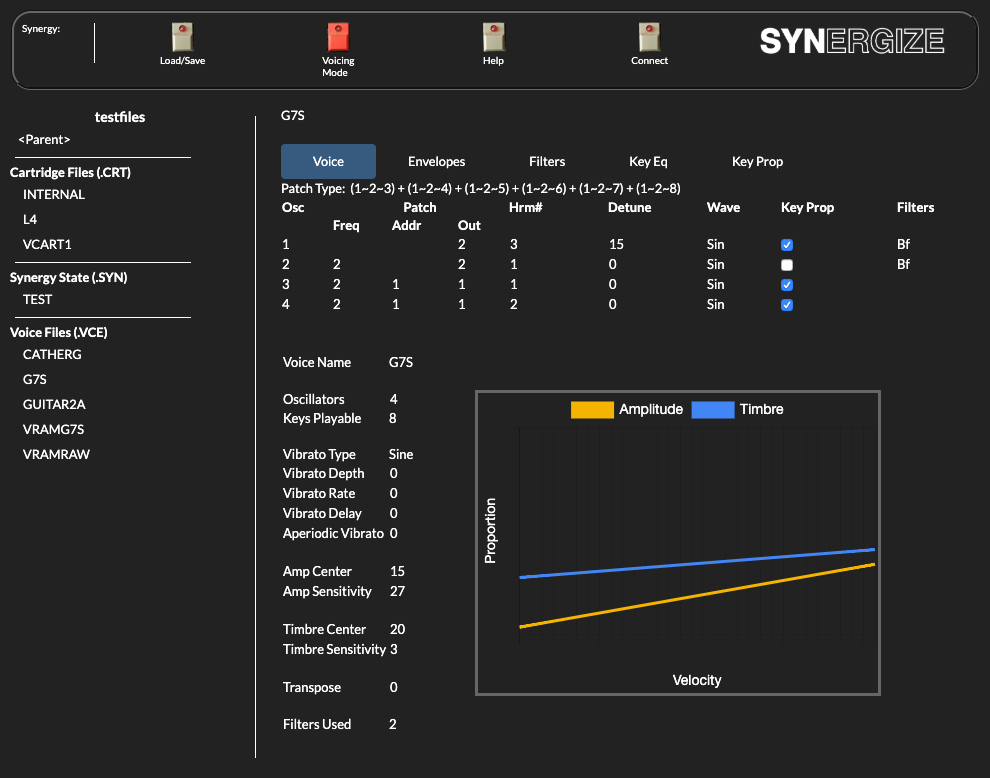 Synergy:
Load/Save
Voicing
Mode
Help
Connect
SYNERGIZE
testfiles
<Parent>
Cartridge Files (.CRT)
INTERNAL
L4
VCART1
Synergy State (.SYN)
TEST
Voice Files (.VCE)
CATHERG
G7S
GUITAR2A
VRAMG7S
VRAMRAW
G7S
Voice Envelopes Filters Key Eq Key Prop
Patch Type: (1~2~3) + (1~2~4) + (1~2~5) + (1~2~6) + (1~2~7) + (1~2~8)
Osc Patch Hrm# Detune Wave Key Prop Filters
Freq Addr Out
1 2 3 15 Sin Bf
2 2 2 1 0 Sin Bf
3 2 1 1 1 0 Sin
4 2 1 1 2 0 Sin
Voice Name G7S
Oscillators 4
Keys Playable 8
Vibrato Type Sine
Vibrato Depth 0
Vibrato Rate 0
Vibrato Delay 0
Aperiodic Vibrato 0
Amp Center 15
Amp Sensitivity 27
Timbre Center 20
Timbre Sensitivity 3
Transpose 0
Filters Used 2
Amplitude Timbre
Proportion
Velocity